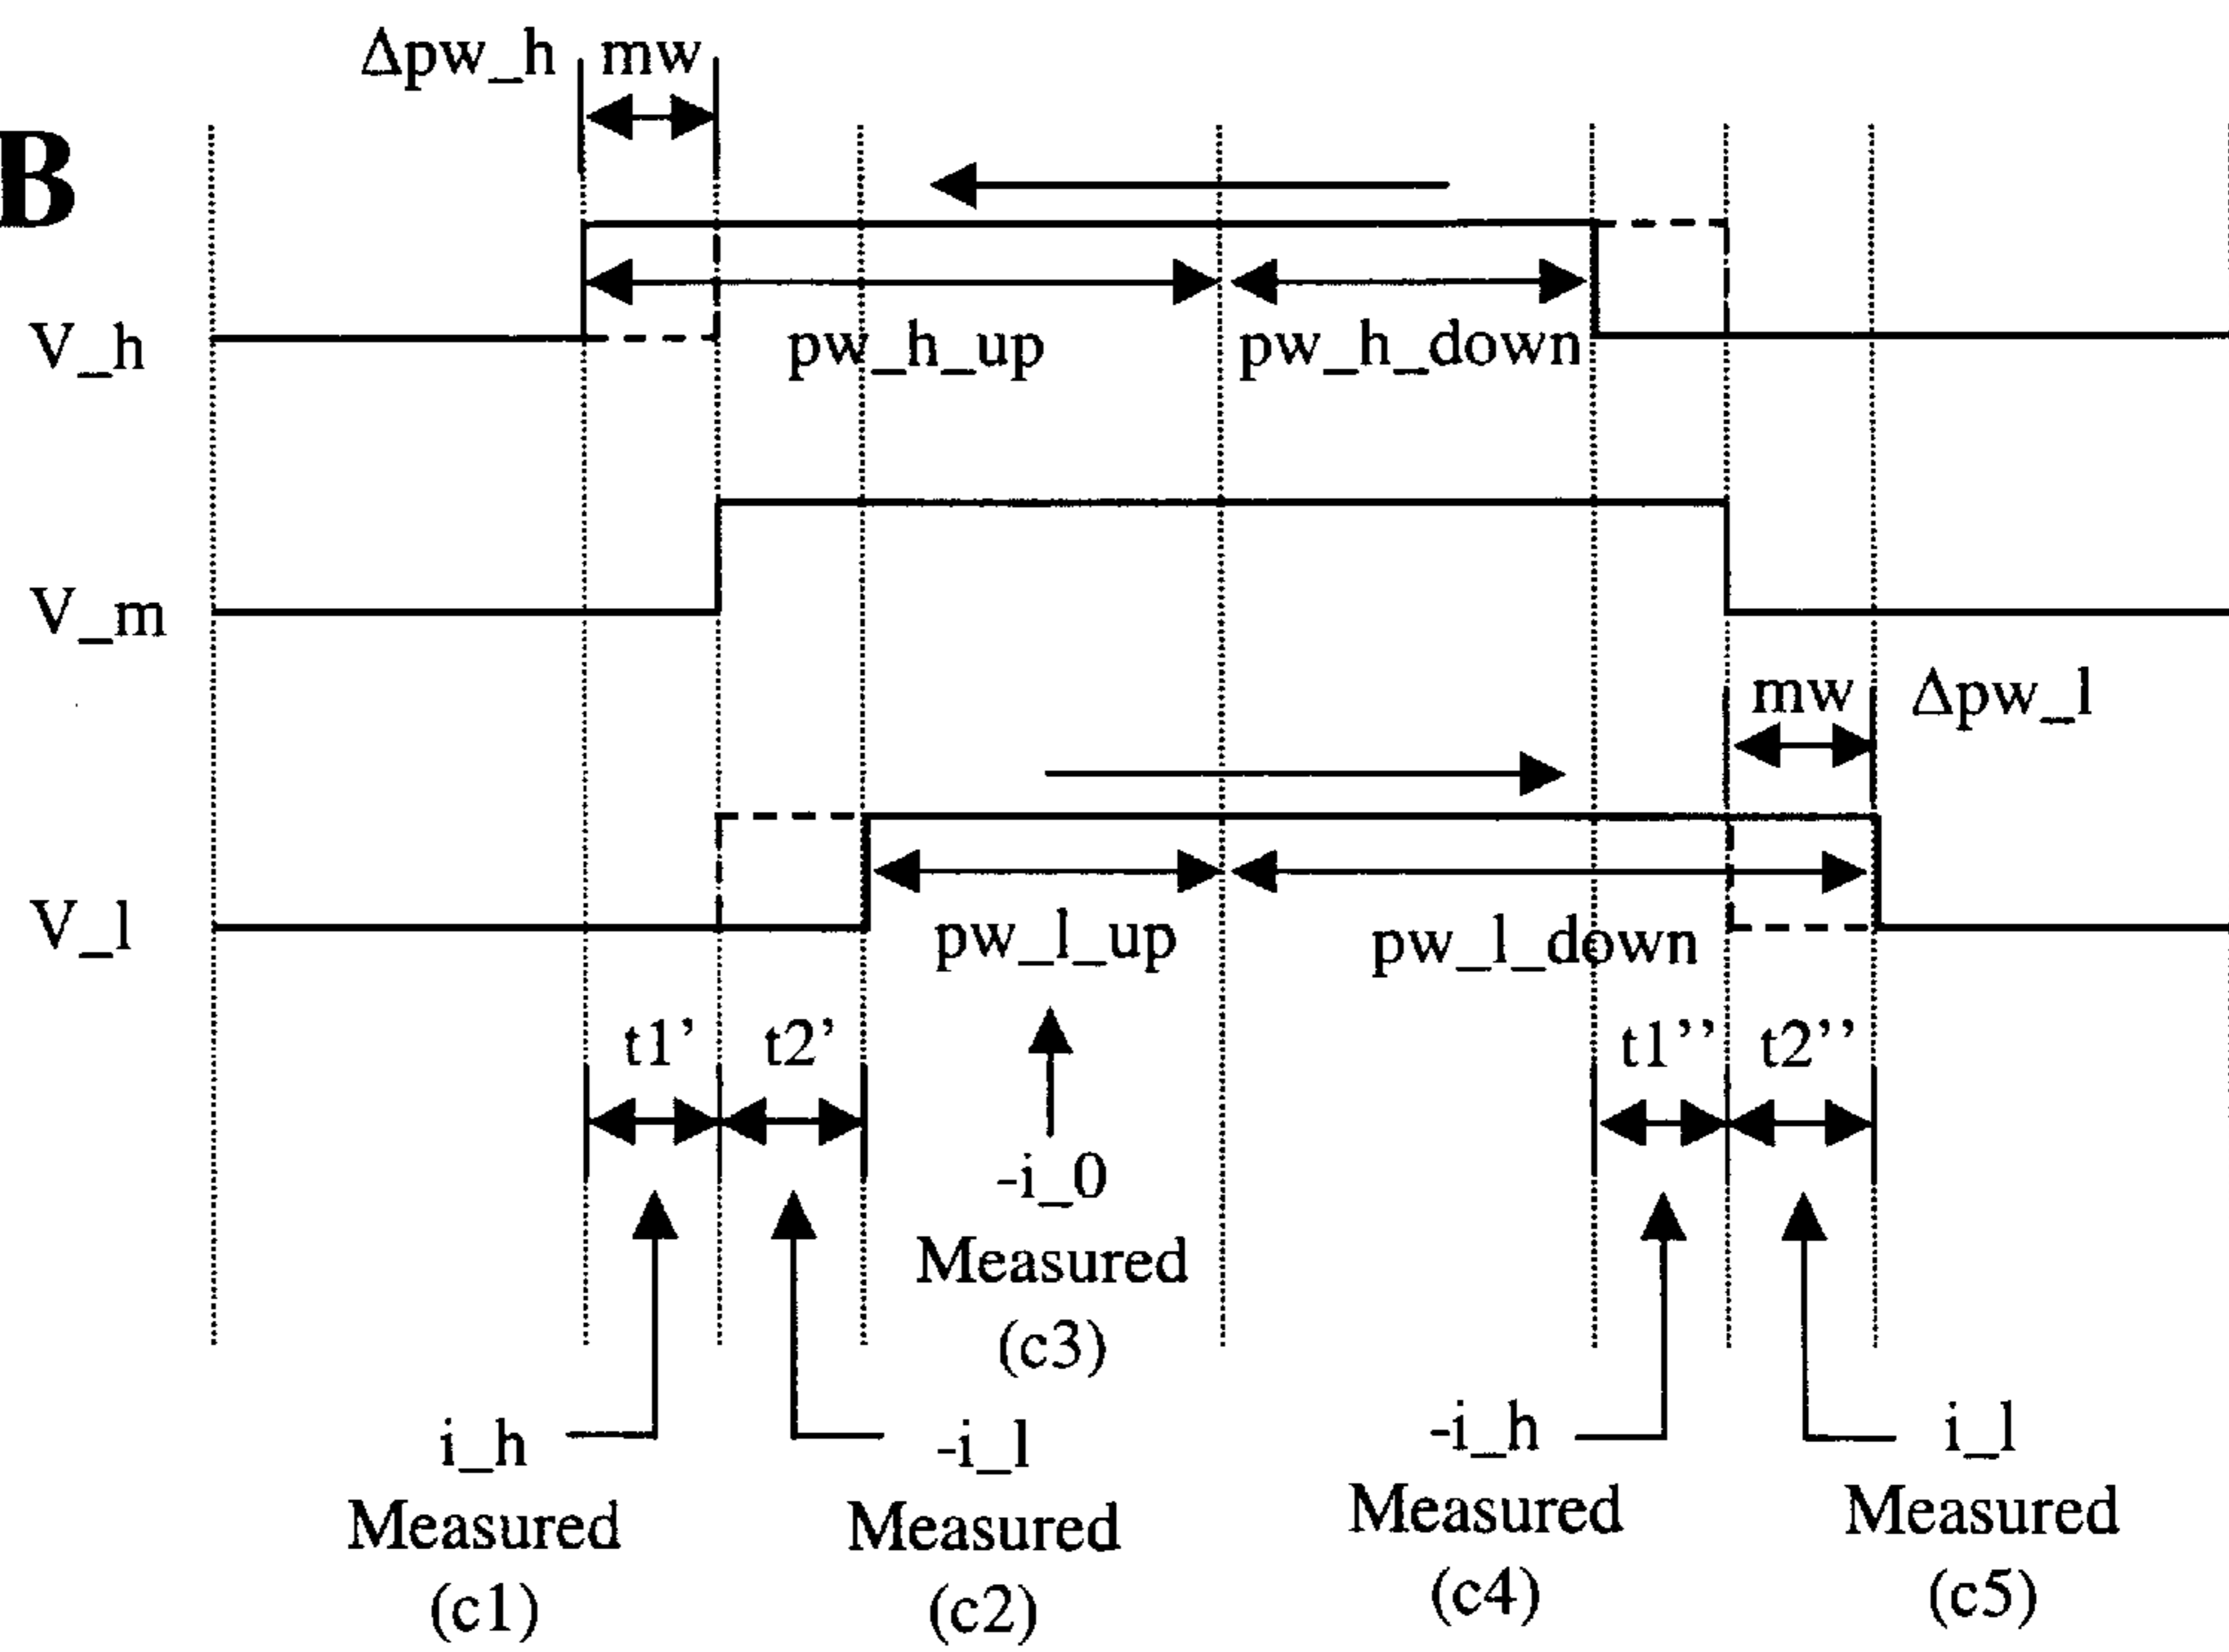 Δpw_h mw
B
V_h
pw_h_up pw_h_down
V_m
mw Δpw_l
V_l
pw_l_up pw_l_down
t1’ t2’ t1’’ t2’’
-i_0
Measured
(c3)
i_h
Measured
(c1)
-i_l
Measured
(c2)
-i_h
Measured
(c4)
i_l
Measured
(c5)